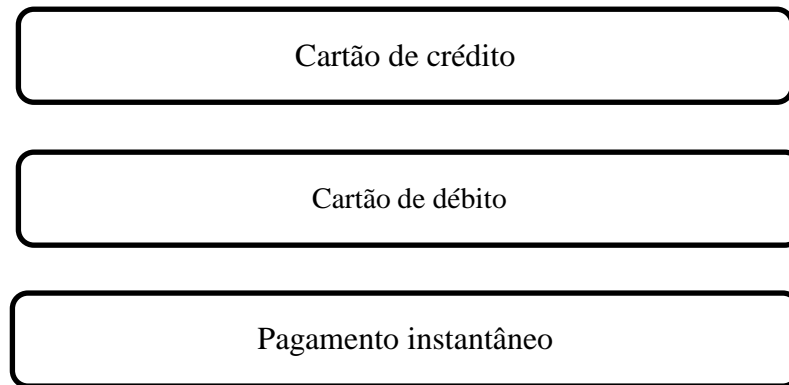 Cartão de crédito
Cartão de débito
Pagamento instantâneo